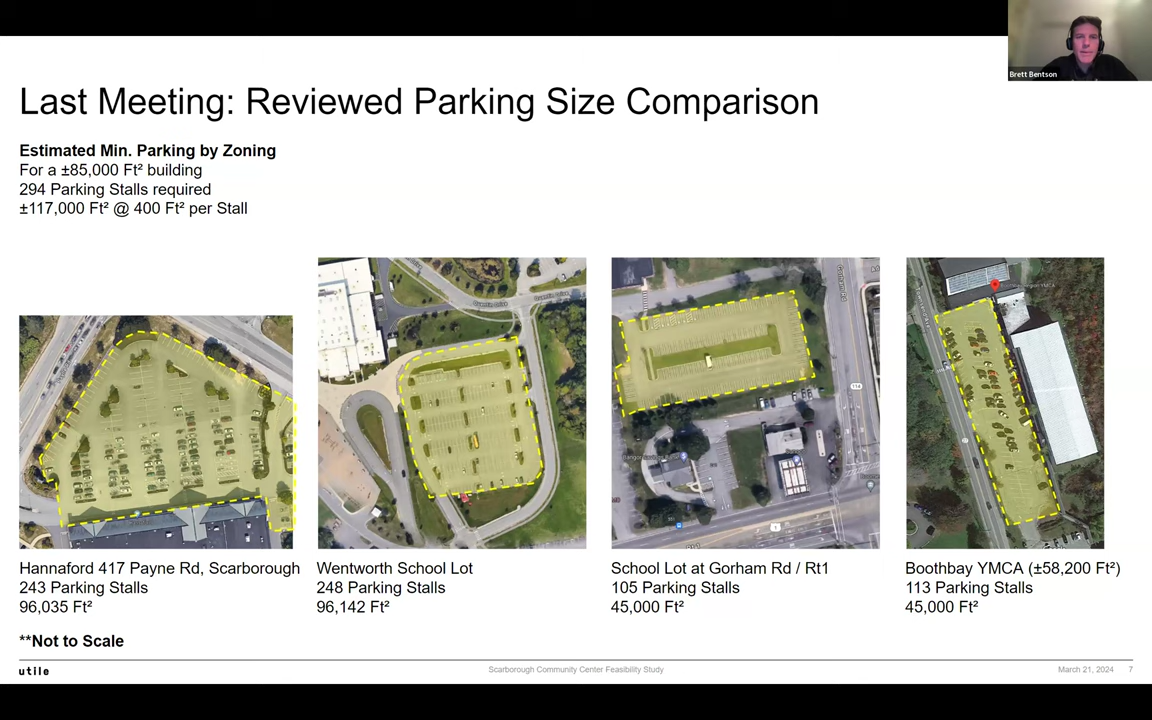 Brett Bentson
Last Meeting: Reviewed Parking Size Comparison
Estimated Min. Parking by Zoning
For a ±85,000 Ft² building
294 Parking Stalls required
±117,000 Ft² @ 400 Ft² per Stall
Hannaford 417 Payne Rd, Scarborough
243 Parking Stalls
96,035 Ft²
Wentworth School Lot
248 Parking Stalls
96,142 Ft²
School Lot at Gorham Rd / Rt1
105 Parking Stalls
45,000 Ft²
Boothbay YMCA (±58,200 Ft²)
113 Parking Stalls
45,000 Ft²
**Not to Scale
utile
Scarborough Community Center Feasibility Study
March 21, 2024
7